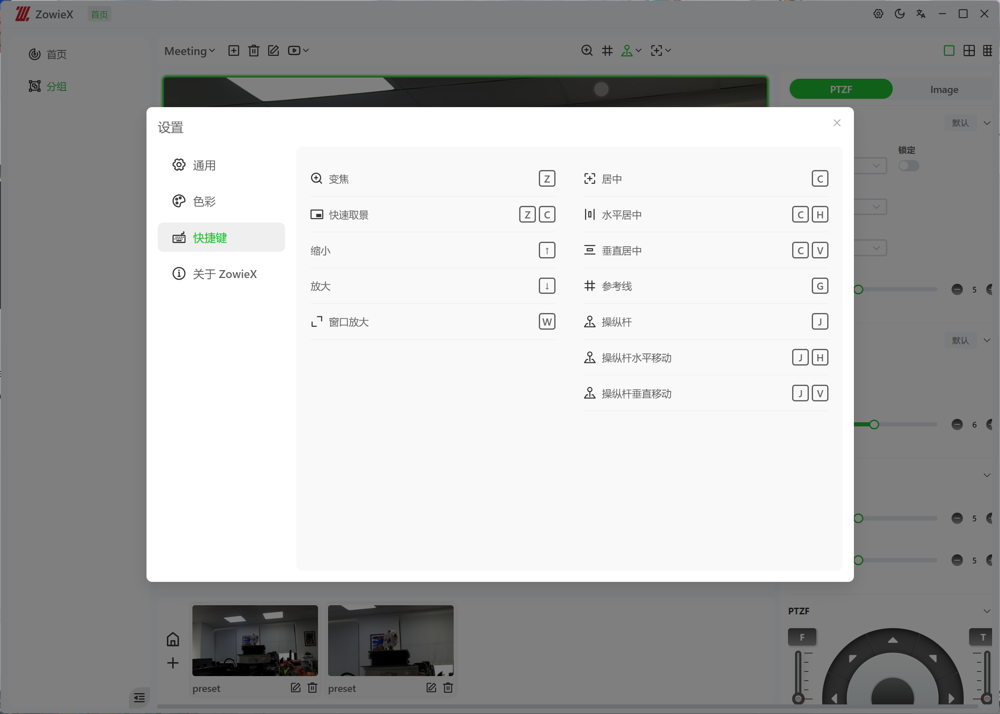 ZowieX 首页
首页
分组
Meeting
PTZF Image
默认
锁定
设置
通用
色彩
快捷键
关于 ZowieX
变焦 Z
快速取景 Z C
缩小 ↑
放大 ↓
窗口放大 W
居中 C
水平居中 C H
垂直居中 C V
参考线 G
操纵杆 J
操纵杆水平移动 J H
操纵杆垂直移动 J V
5
默认
6
5
5
PTZF
F T
preset
preset